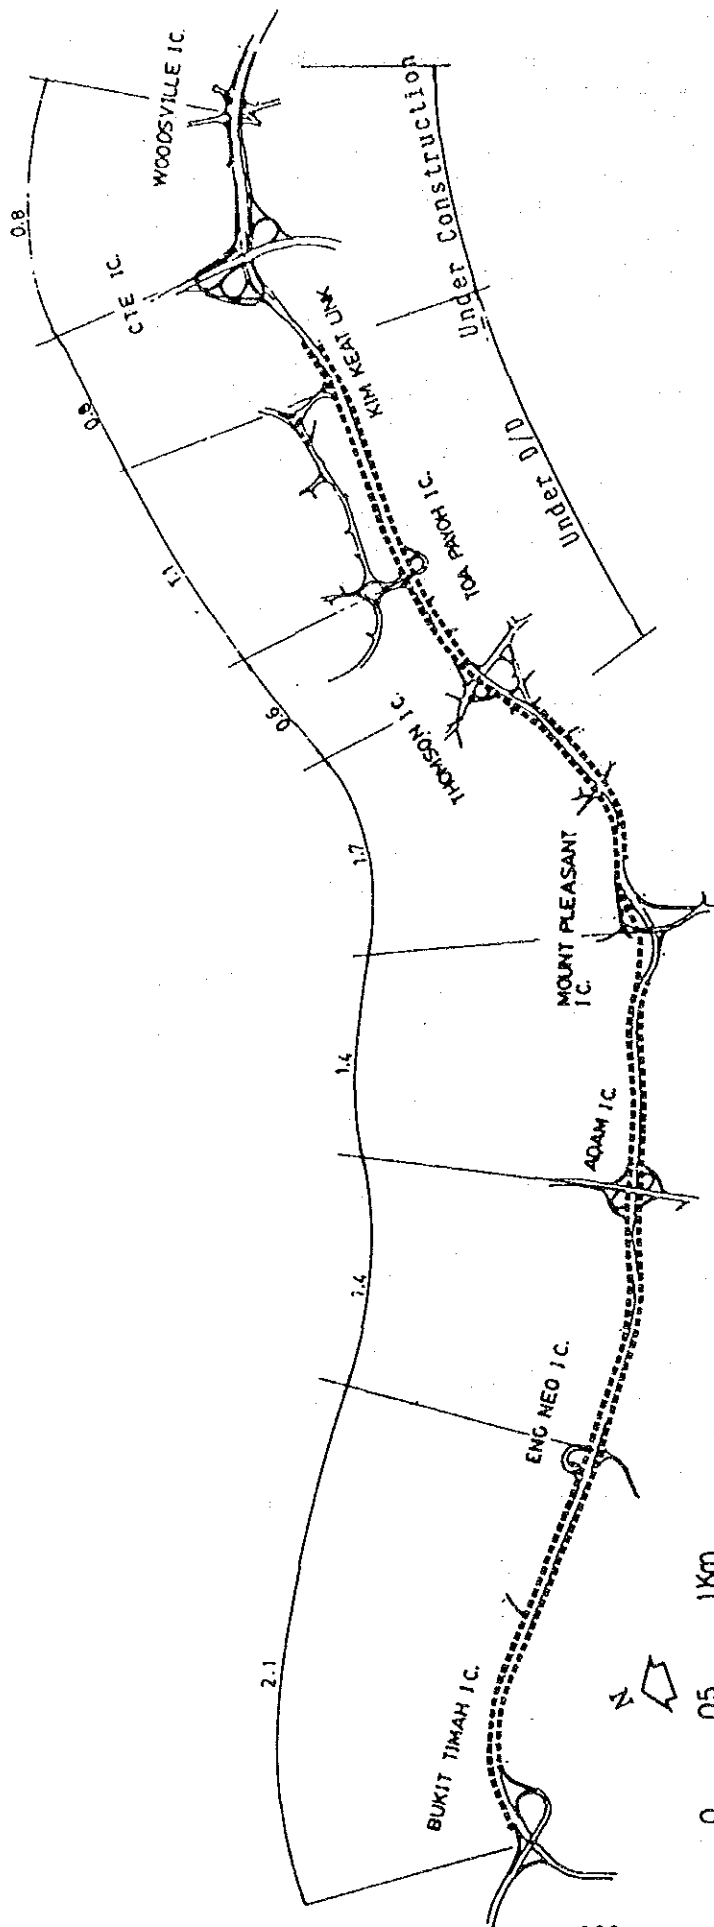 WOODSVILLE I C.
0.8
CTE I C.
KIM KEAT LINK
0.9
1.1
TOA PAYOH I C.
0.6
THOMSON I C.
Under Construction
Under D/D
1.7
MOUNT PLEASANT
I C.
1.4
ADAM I C.
1.4
ENG NEO I C.
2.1
BUKIT TIMAH I C.
N
0 0.5 1Km